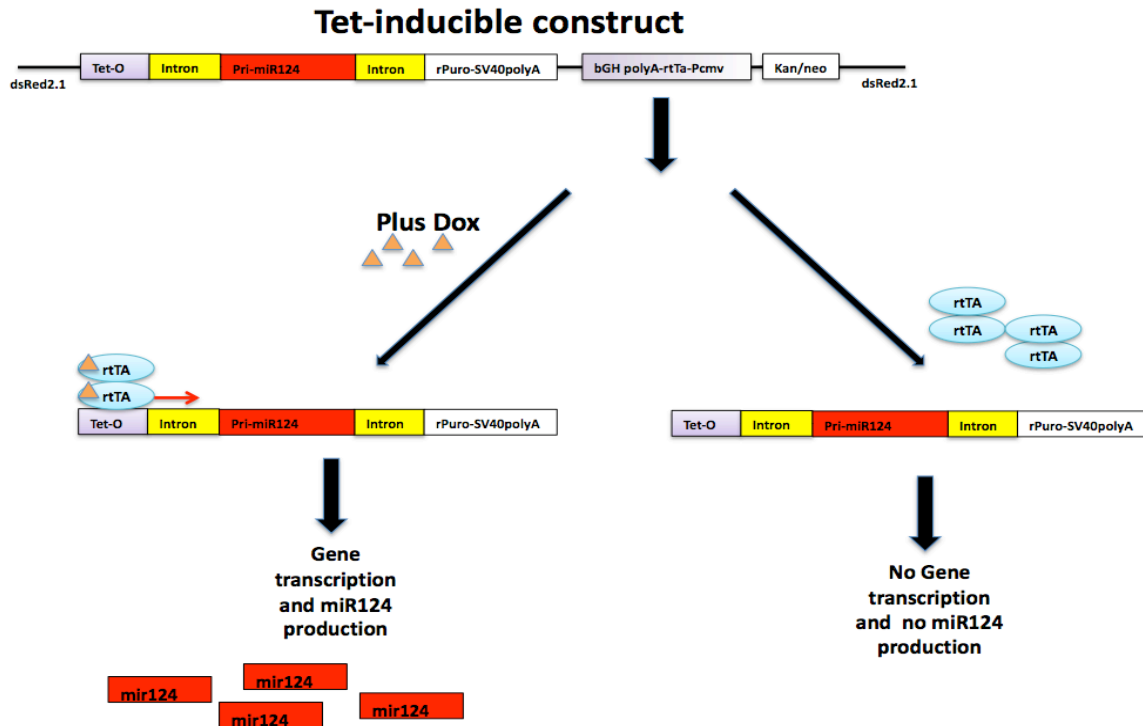 Tet-inducible construct
Tet-O Intron Pri-miR124 Intron rPuro-SV40polyA bGH polyA-rtTa-Pcmv Kan/neo
dsRed2.1 dsRed2.1
Plus Dox
rtTA
rtTA rtTA
rtTA
rtTA
rtTA
Tet-O Intron Pri-miR124 Intron rPuro-SV40polyA
Tet-O Intron Pri-miR124 Intron rPuro-SV40polyA
Gene
transcription
and miR124
production
No Gene
transcription
and no miR124
production
mir124
mir124
mir124
mir124